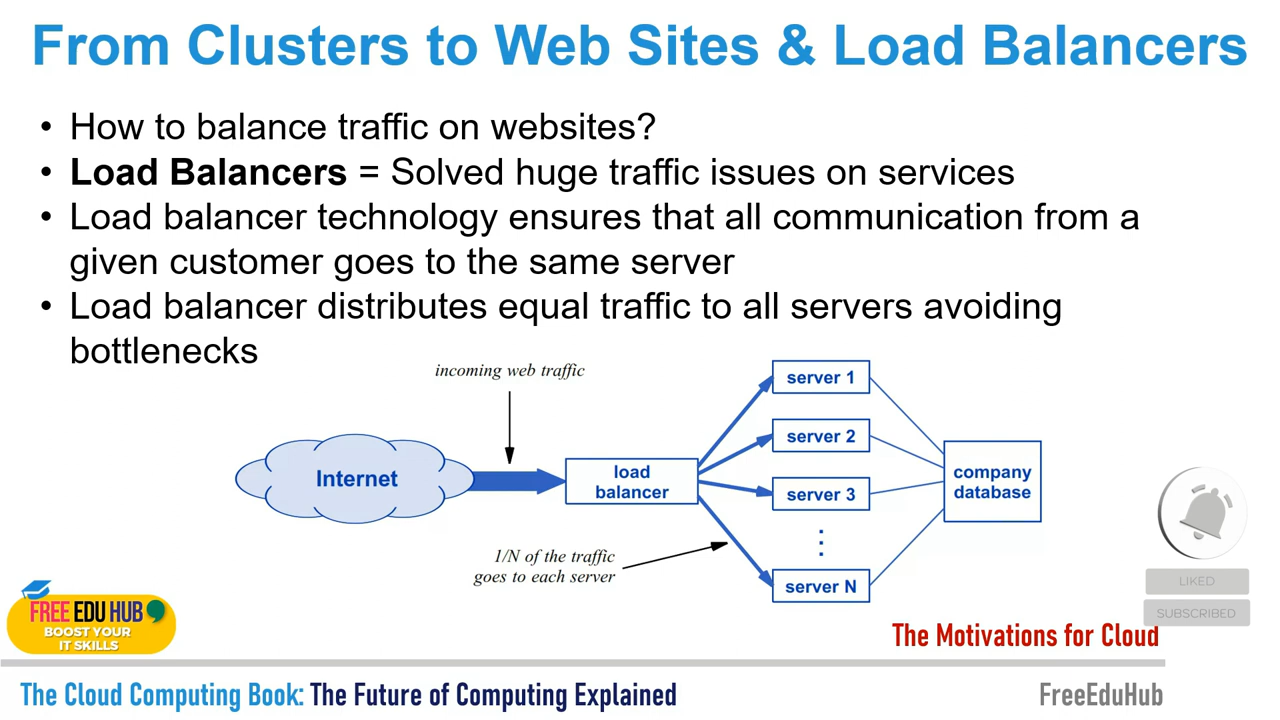 From Clusters to Web Sites & Load Balancers
• How to balance traffic on websites?
• Load Balancers = Solved huge traffic issues on services
• Load balancer technology ensures that all communication from a
given customer goes to the same server
• Load balancer distributes equal traffic to all servers avoiding
bottlenecks
incoming web traffic
Internet
load
balancer
1/N of the traffic
goes to each server
server 1
server 2
server 3
server N
company
database
LIKED
SUBSCRIBED
FREE EDU HUB
BOOST YOUR
IT SKILLS
The Motivations for Cloud
The Cloud Computing Book: The Future of Computing Explained
FreeEduHub